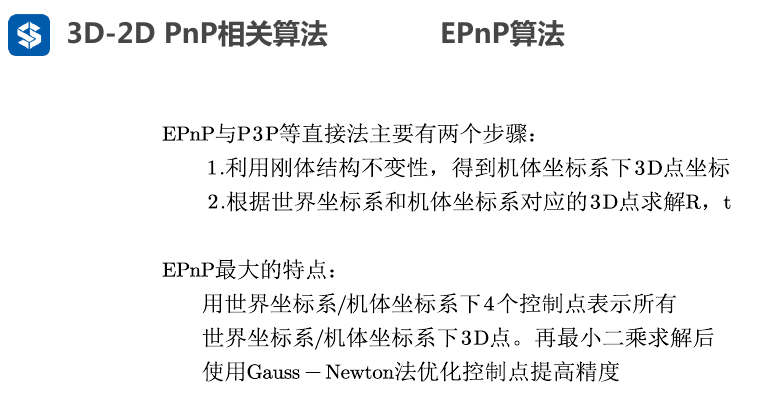 3D-2D PnP相关算法 EPnP算法
EPnP与P3P等直接法主要有两个步骤：
1.利用刚体结构不变性，得到机体坐标系下3D点坐标
2.根据世界坐标系和机体坐标系对应的3D点求解R，t
EPnP最大的特点：
用世界坐标系/机体坐标系下4个控制点表示所有
世界坐标系/机体坐标系下3D点。再最小二乘求解后
使用Gauss－Newton法优化控制点提高精度